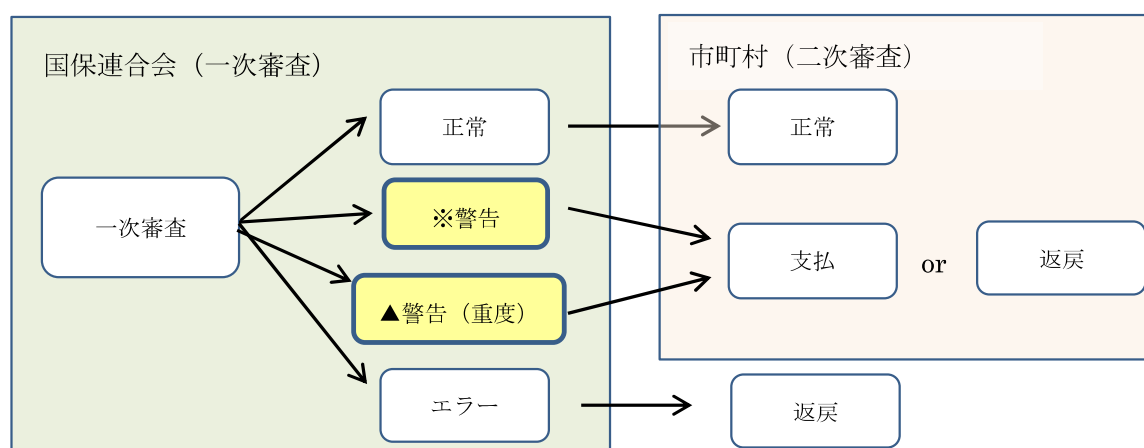 国保連合会（一次審査）
市町村（二次審査）
正常
正常
※警告
一次審査
支払
or
返戻
▲警告（重度）
エラー
返戻